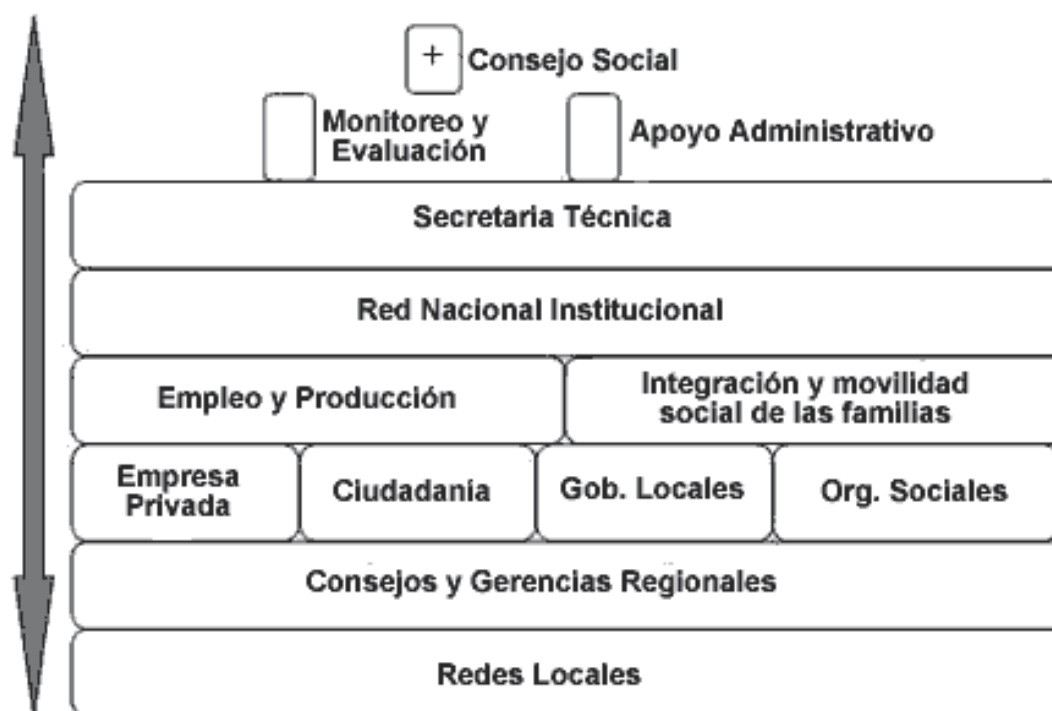 + Consejo Social
Monitoreo y
Evaluación
Apoyo Administrativo
Secretaria Técnica
Red Nacional Institucional
Empleo y Producción
Integración y movilidad
social de las familias
Empresa
Privada
Ciudadanía
Gob. Locales
Org. Sociales
Consejos y Gerencias Regionales
Redes Locales